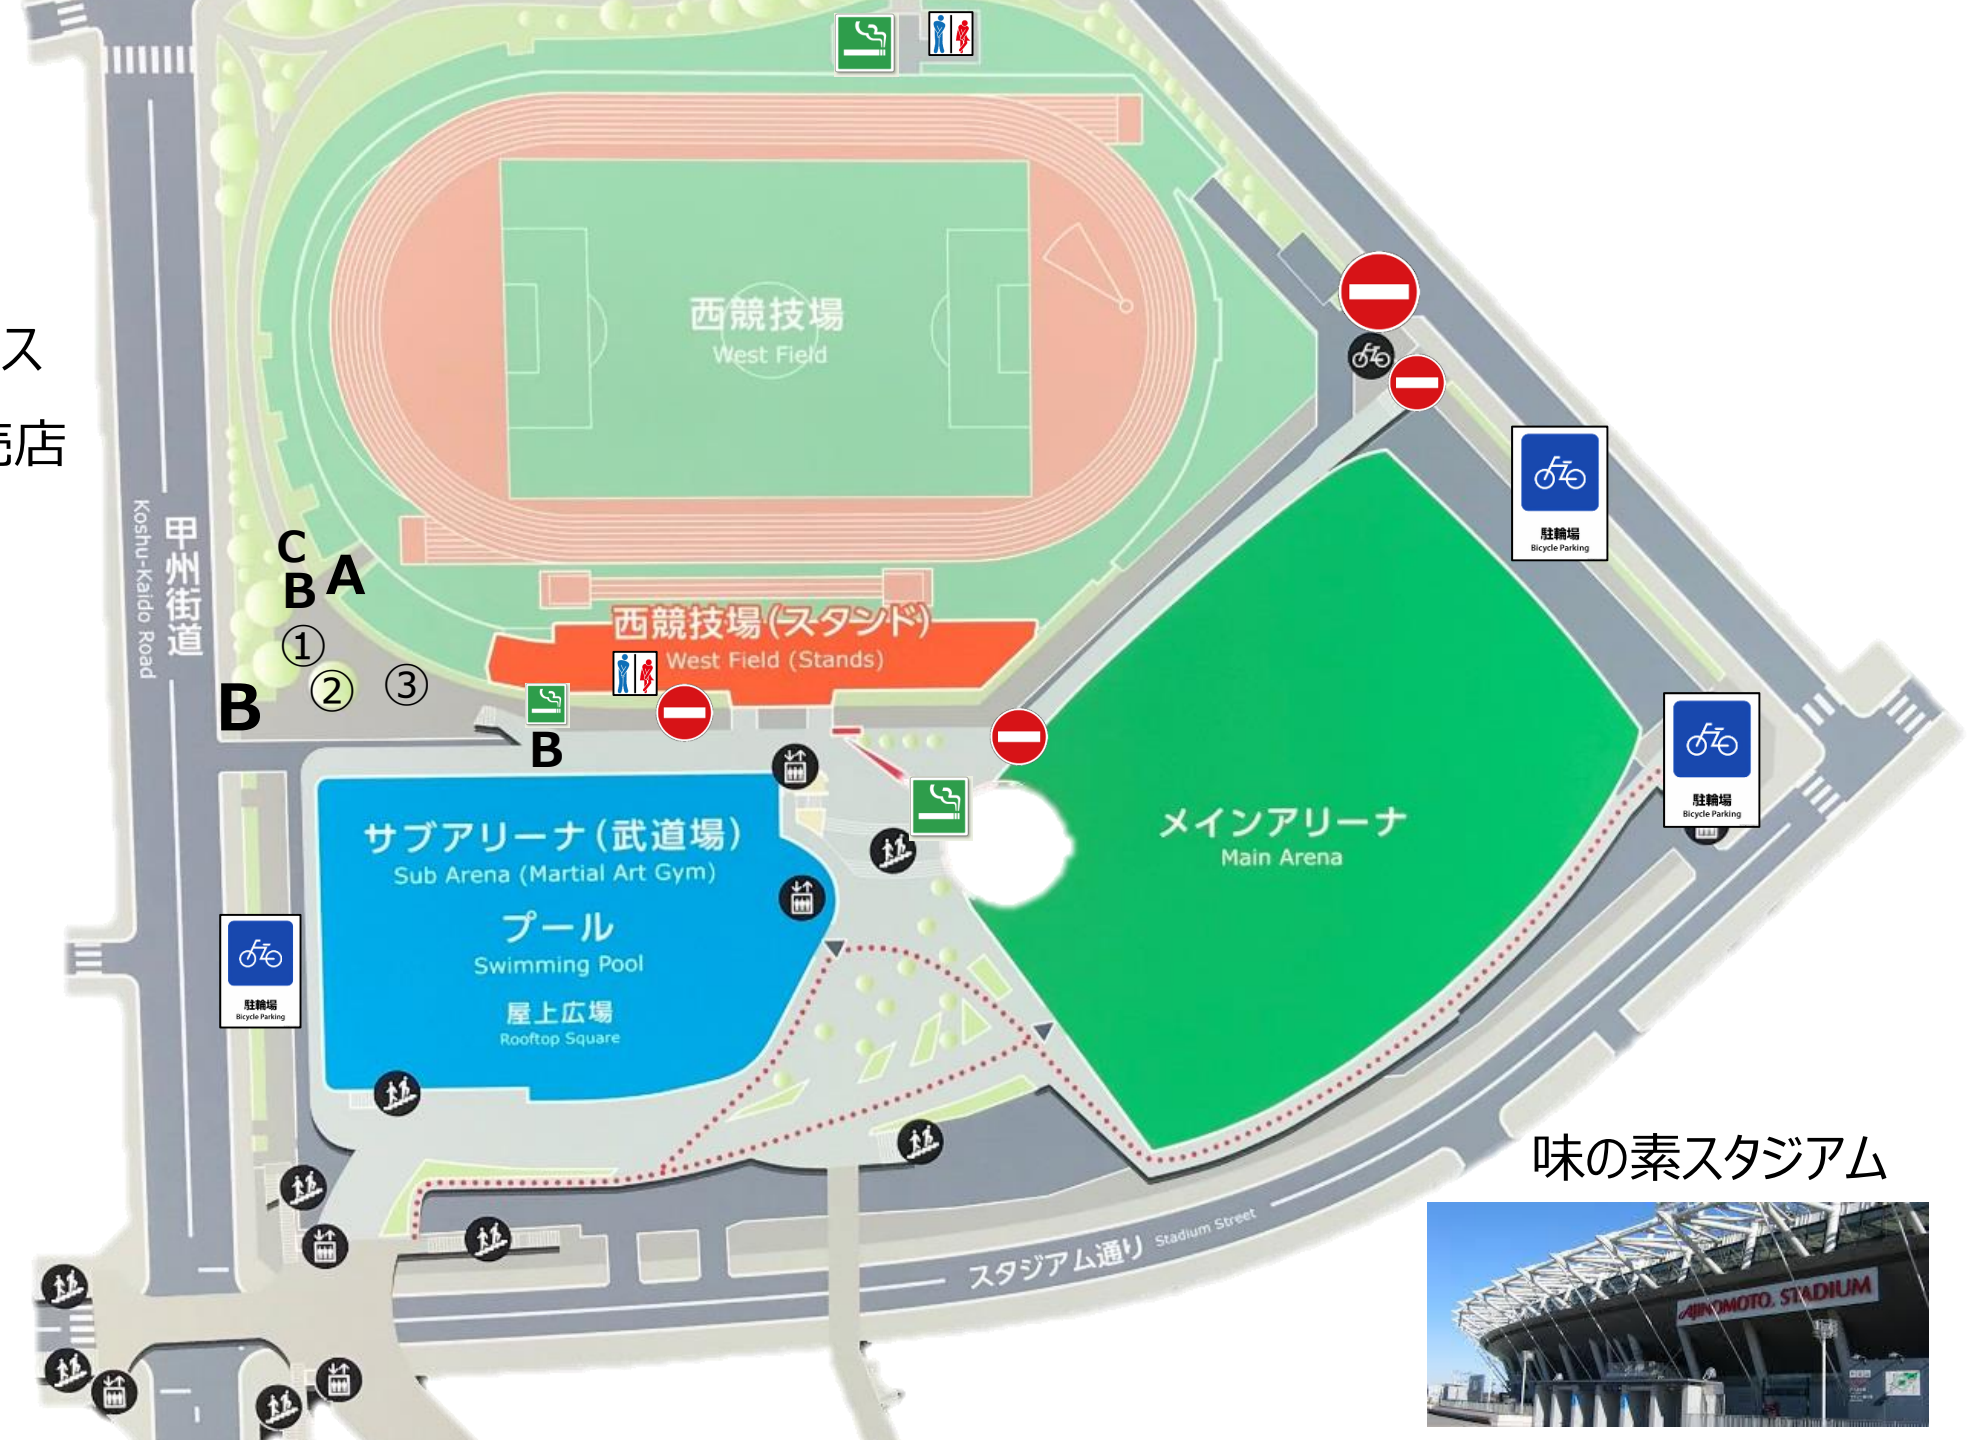 西競技場
West Field
ス
売店
Koshu-Kaido Road
甲州街道
C
B
A
①
②
③
B
B
西競技場(スタンド)
West Field (Stands)
駐輪場
Bicycle Parking
駐輪場
Bicycle Parking
駐輪場
Bicycle Parking
サブアリーナ(武道場)
Sub Arena (Martial Art Gym)
プール
Swimming Pool
屋上広場
Rooftop Square
メインアリーナ
Main Arena
スタジアム通り Stadium Street
味の素スタジアム
AJINOMOTO. STADIUM